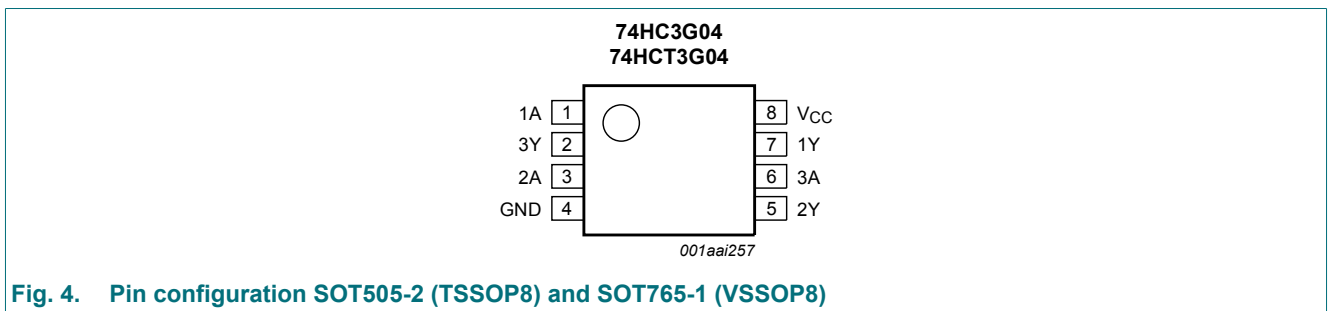 74HC3G04
74HCT3G04
1A 1 8 VCC
3Y 2 7 1Y
2A 3 6 3A
GND 4 5 2Y
001aai257
Fig. 4. Pin configuration SOT505-2 (TSSOP8) and SOT765-1 (VSSOP8)